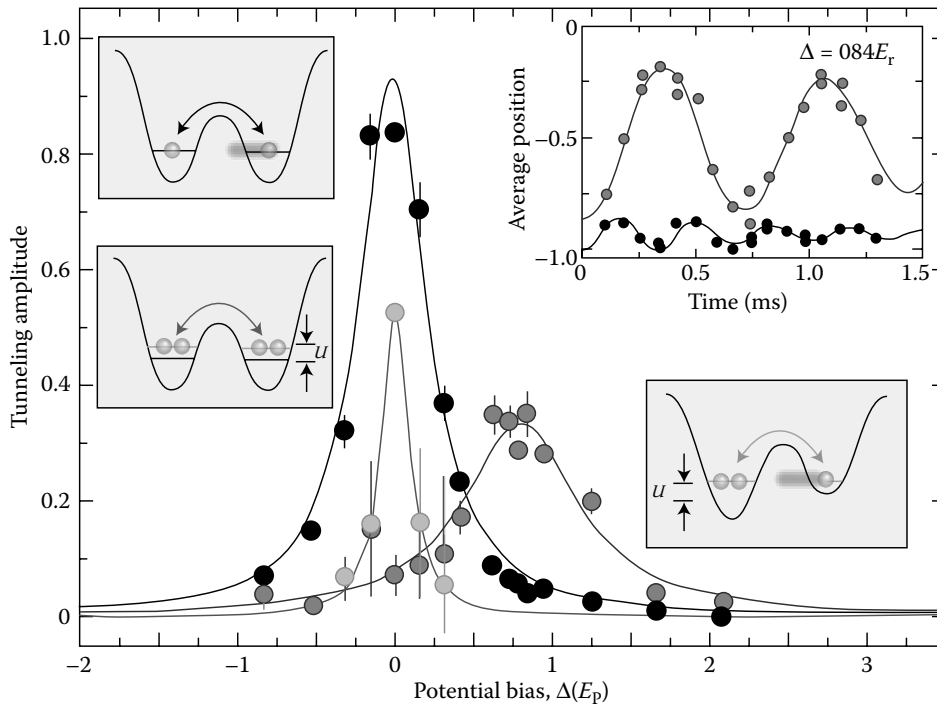 1.0
0.8
0.6
0.4
0.2
0
Tunneling amplitude
−2
−1
0
1
2
3
Potential bias, Δ(E_P)
u
u
Δ = 084E_r
0
−0.5
−1.0
Average position
0
0.5
1.0
1.5
Time (ms)